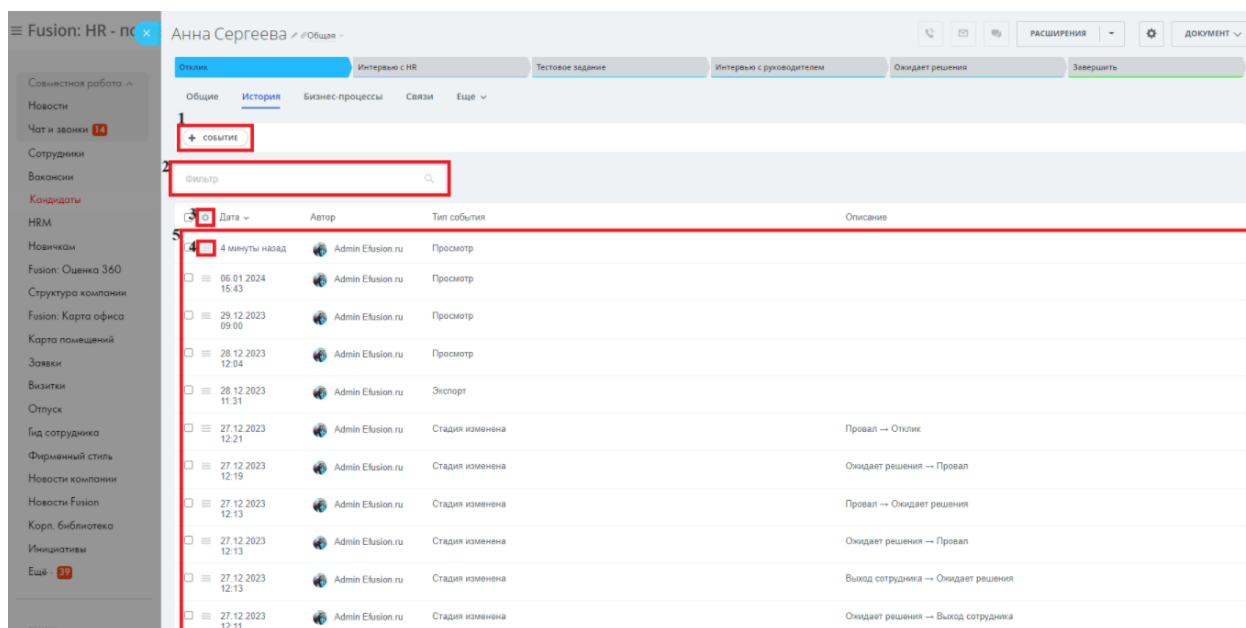 Fusion: HR - по
Анна Сергеева Общая
РАСШИРЕНИЯ
ДОКУМЕНТ
Отклик Интервью с HR Тестовое задание Интервью с руководителем Ожидает решения Завершить
Общие История Бизнес-процессы Связи Еще
1
+ СОБЫТИЕ
2
Фильтр
3 Дата Автор Тип события Описание
5
4 4 минуты назад Admin Efusion.ru Просмотр
06.01.2024 Admin Efusion.ru Просмотр
15:43
29.12.2023 Admin Efusion.ru Просмотр
09:00
28.12.2023 Admin Efusion.ru Просмотр
12:04
28.12.2023 Admin Efusion.ru Экспорт
11:31
27.12.2023 Admin Efusion.ru Стадия изменена Провал → Отклик
12:21
27.12.2023 Admin Efusion.ru Стадия изменена Ожидает решения → Провал
12:19
27.12.2023 Admin Efusion.ru Стадия изменена Провал → Ожидает решения
12:13
27.12.2023 Admin Efusion.ru Стадия изменена Ожидает решения → Провал
12:13
27.12.2023 Admin Efusion.ru Стадия изменена Выход сотрудника → Ожидает решения
12:13
27.12.2023 Admin Efusion.ru Стадия изменена Ожидает решения → Выход сотрудника
12:11
Совместная работа
Новости
Чат и звонки 14
Сотрудники
Вакансии
Кандидаты
HRM
Новичкам
Fusion: Оценка 360
Структура компании
Fusion: Карта офиса
Карта помещений
Заявки
Визитки
Отпуск
Гид сотрудника
Фирменный стиль
Новости компании
Новости Fusion
Корп. библиотека
Инициативы
Ещё - 39